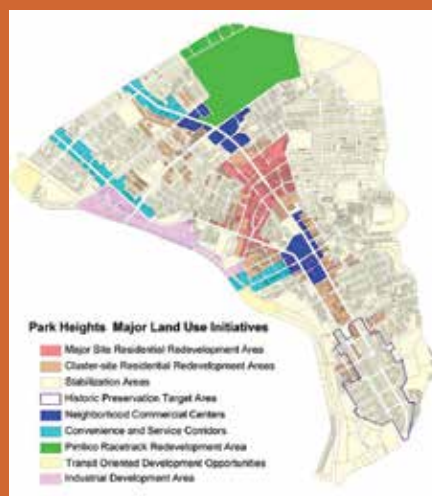 Park Heights Major Land Use Initiatives
Major Site Residential Redevelopment Area
Cluster-site Residential Redevelopment Areas
Stabilization Areas
Historic Preservation Target Area
Neighborhood Commercial Centers
Convenience and Service Corridors
Pimlico Racetrack Redevelopment Area
Transit Oriented Development Opportunities
Industrial Development Area